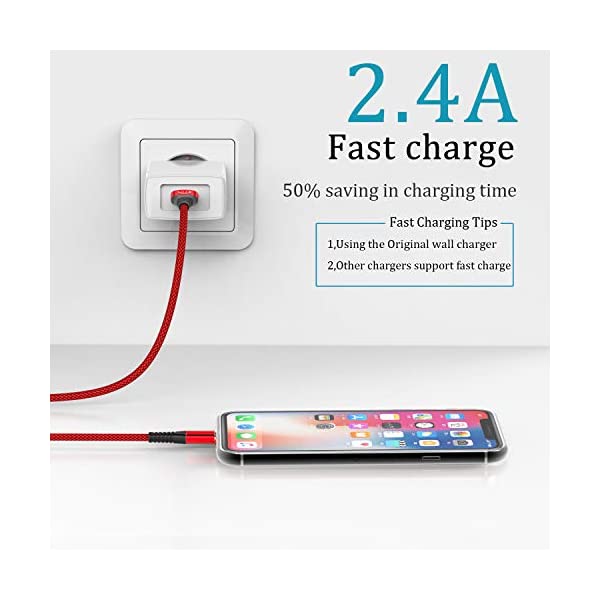 2.4A
Fast charge
50% saving in charging time
Fast Charging Tips
1,Using the Original wall charger
2,Other chargers support fast charge